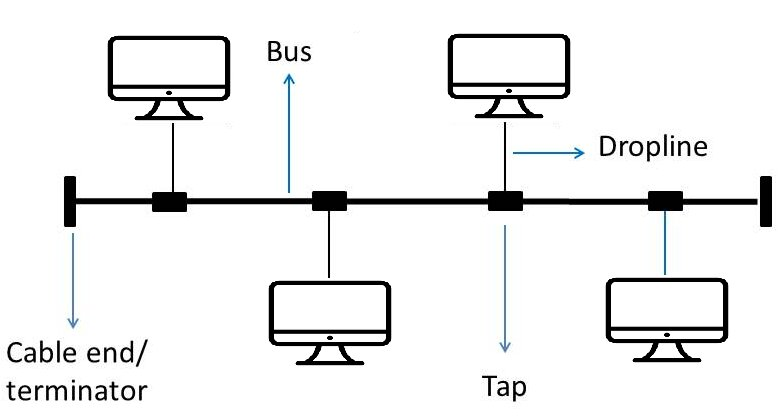 Bus
Dropline
Cable end/
terminator
Tap